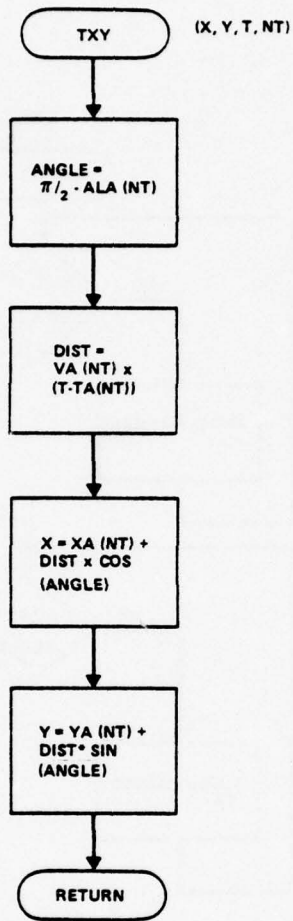 TXY (X, Y, T, NT)
ANGLE =
π/2 - ALA (NT)
DIST =
VA (NT) x
(T-TA(NT))
X = XA (NT) +
DIST x COS
(ANGLE)
Y = YA (NT) +
DIST* SIN
(ANGLE)
RETURN